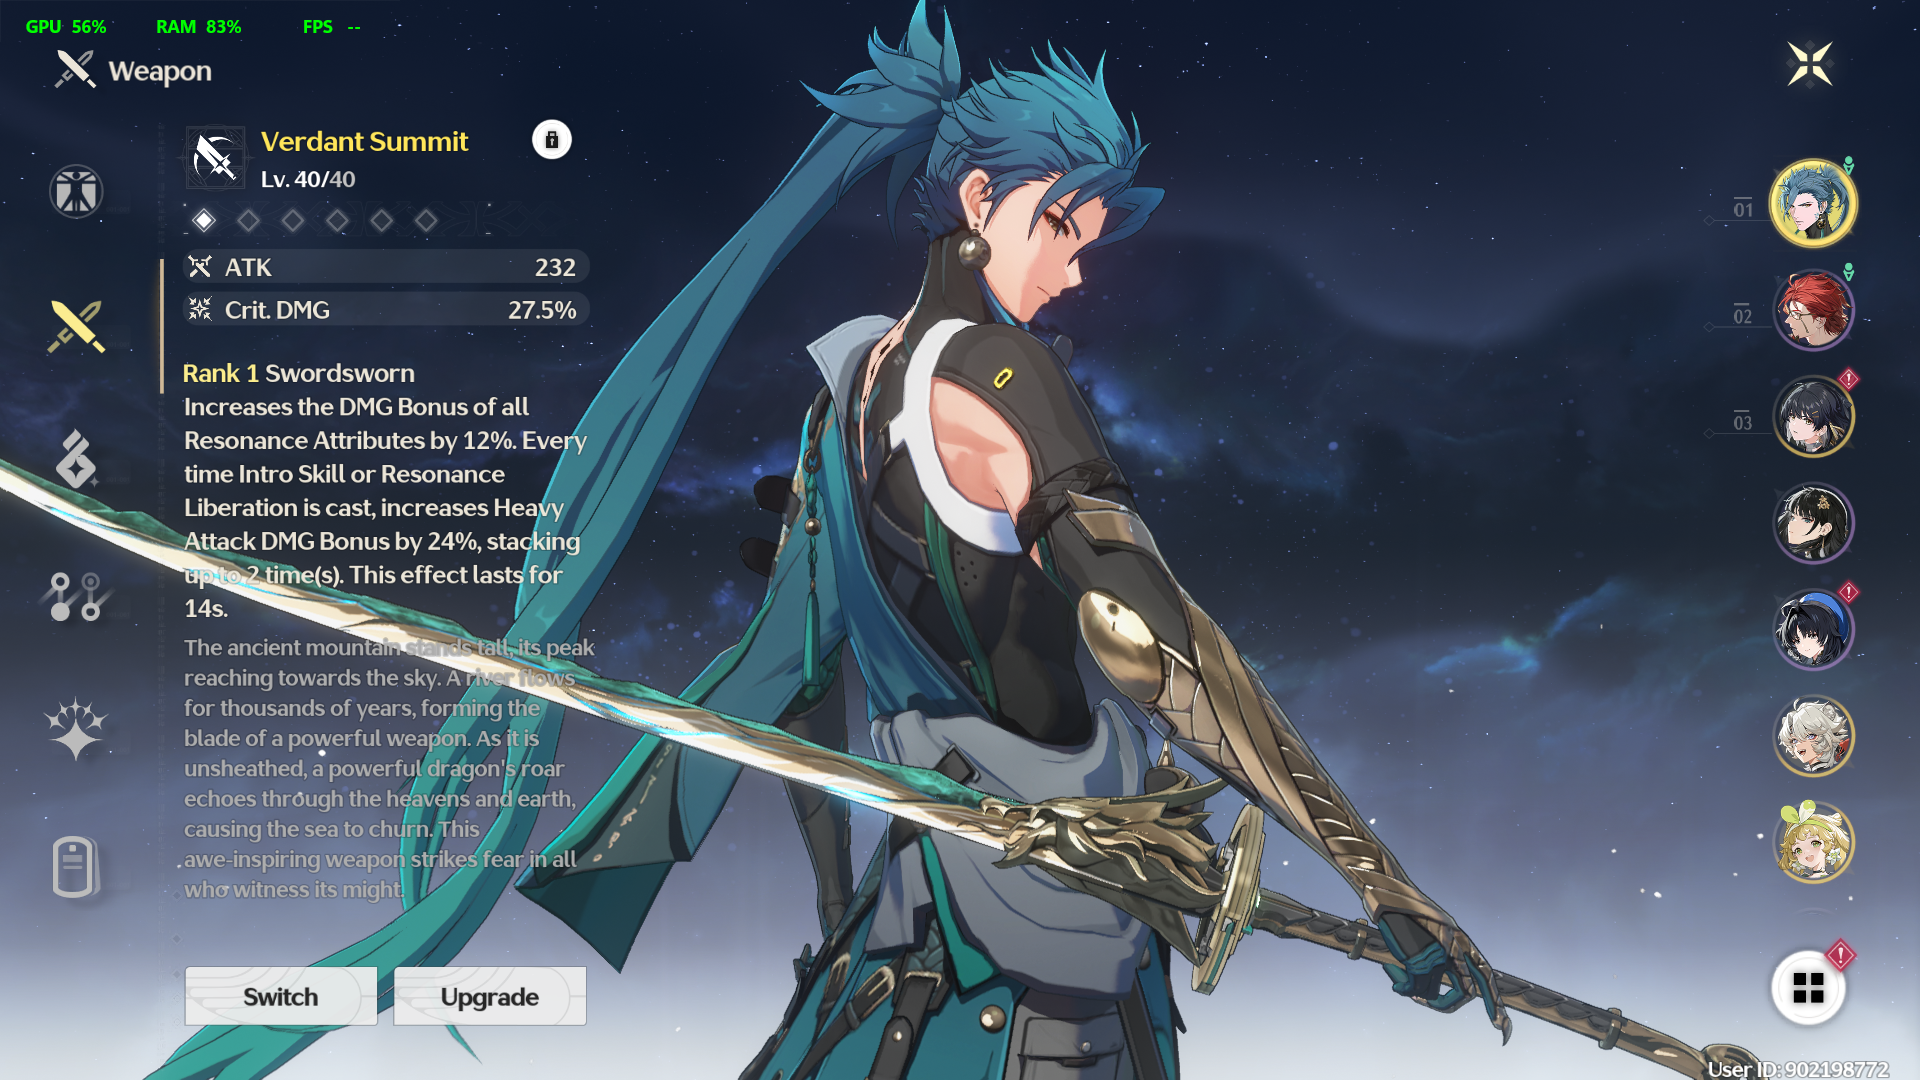 GPU 56% RAM 83% FPS --
Weapon
Verdant Summit
Lv. 40/40
ATK 232
Crit. DMG 27.5%
Rank 1 Swordsworn
Increases the DMG Bonus of all
Resonance Attributes by 12%. Every
time Intro Skill or Resonance
Liberation is cast, increases Heavy
Attack DMG Bonus by 24%, stacking
up to 2 time(s). This effect lasts for
14s.
The ancient mountain stands tall, its peak
reaching towards the sky. A river flows
for thousands of years, forming the
blade of a powerful weapon. As it is
unsheathed, a powerful dragon's roar
echoes through the heavens and earth,
causing the sea to churn. This
awe-inspiring weapon strikes fear in all
who witness its might.
Switch
Upgrade
01
02
03
User ID: 902198772